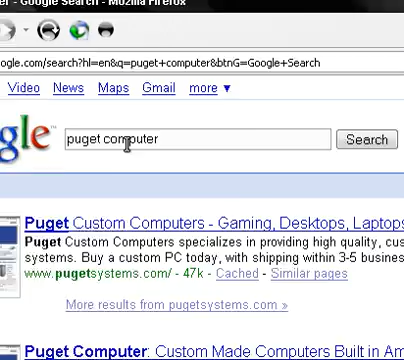 er - Google Search - Mozilla Firefox
ogle.com/search?hl=en&q=puget+computer&btnG=Google+Search
Video News Maps Gmail more ▼
gle™
puget computer Search
Puget Custom Computers - Gaming, Desktops, Laptops
Puget Custom Computers specializes in providing high quality, cus
systems. Buy a custom PC today, with shipping within 3-5 busines
www.pugetsystems.com/ - 47k - Cached - Similar pages
More results from pugetsystems.com »
Puget Computer: Custom Made Computers Built in Am